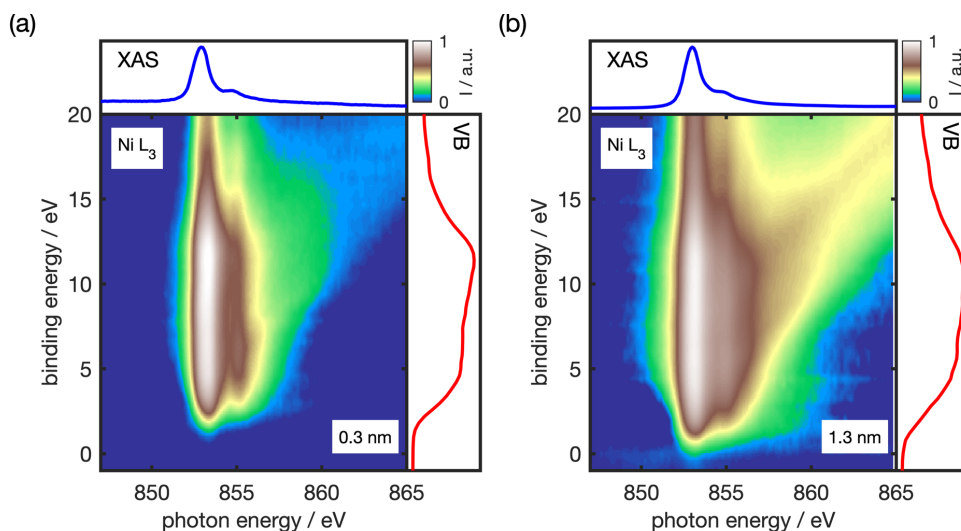 (a)
XAS
1
0
I / a.u.
20
15
10
5
0
binding energy / eV
Ni L₃
0.3 nm
VB
850
855
860
865
photon energy / eV
(b)
XAS
1
0
I / a.u.
20
15
10
5
0
binding energy / eV
Ni L₃
1.3 nm
VB
850
855
860
865
photon energy / eV